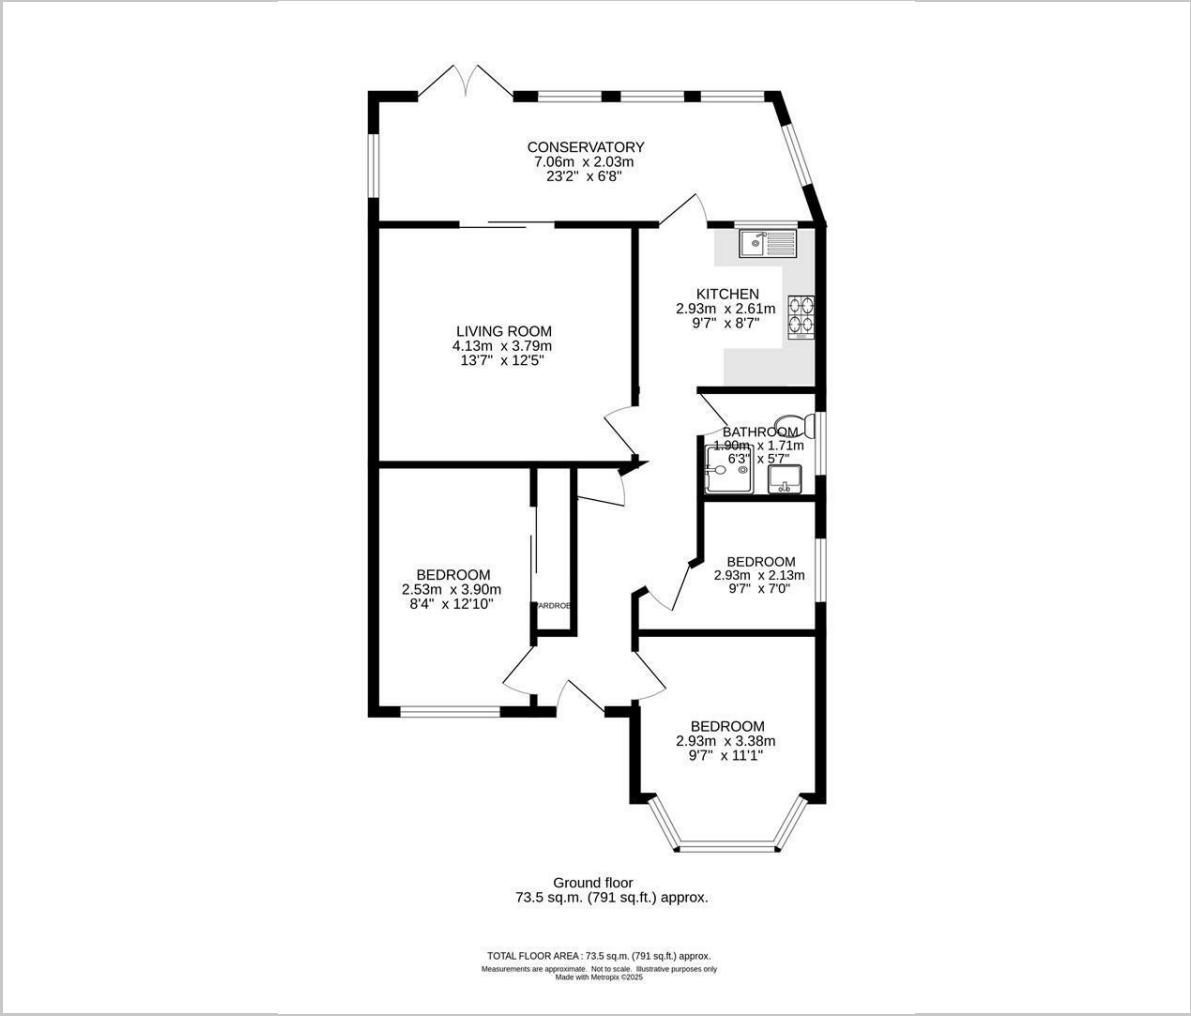 CONSERVATORY
7.06m x 2.03m
23'2" x 6'8"
KITCHEN
2.93m x 2.61m
9'7" x 8'7"
LIVING ROOM
4.13m x 3.79m
13'7" x 12'5"
BATHROOM
1.90m x 1.71m
6'3" x 5'7"
BEDROOM
2.93m x 2.13m
9'7" x 7'0"
BEDROOM
2.53m x 3.90m
8'4" x 12'10"
ARDROB
BEDROOM
2.93m x 3.38m
9'7" x 11'1"
Ground floor
73.5 sq.m. (791 sq.ft.) approx.
TOTAL FLOOR AREA : 73.5 sq.m. (791 sq.ft.) approx.
Measurements are approximate. Not to scale. Illustrative purposes only
Made with Metropix ©2025